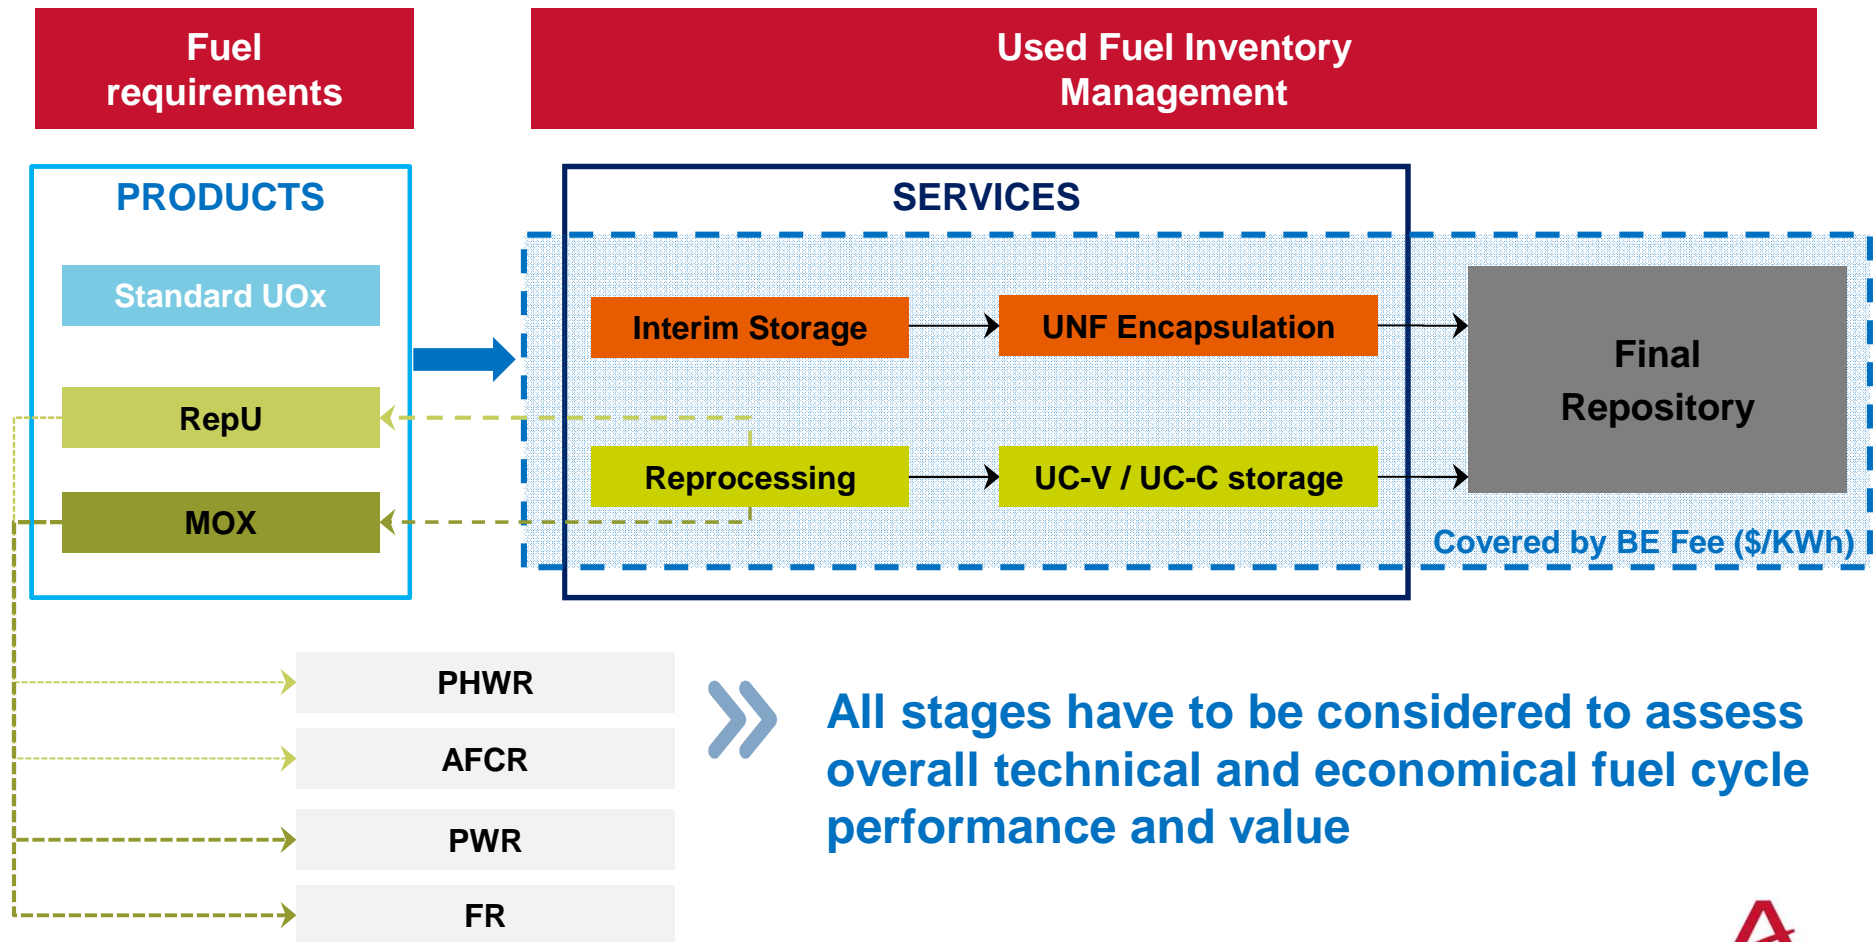 Fuel
requirements
Used Fuel Inventory
Management
PRODUCTS
SERVICES
Standard UOx
Interim Storage
UNF Encapsulation
Final
Repository
RepU
Reprocessing
UC-V / UC-C storage
MOX
Covered by BE Fee ($/KWh)
PHWR
AFCR
PWR
FR
All stages have to be considered to assess
overall technical and economical fuel cycle
performance and value